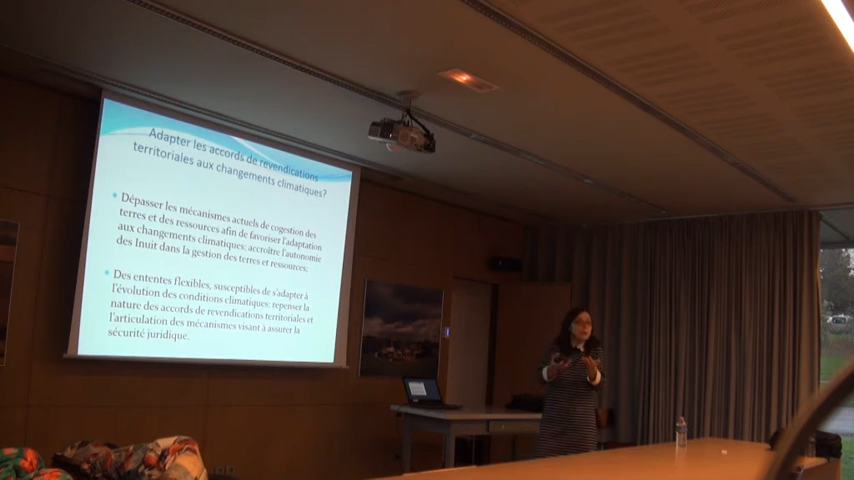 Adapter les accords de revendications
territoriales aux changements climatiques?
Dépasser les mécanismes actuels de cogestion des
terres et des ressources afin de favoriser l'adaptation
aux changements climatiques: accroître l'autonomie
des Inuit dans la gestion des terres et ressources;
Des ententes flexibles, susceptibles de s'adapter à
l'évolution des conditions climatiques: repenser la
nature des accords de revendications territoriales et
l'articulation des mécanismes visant à assurer la
sécurité juridique.